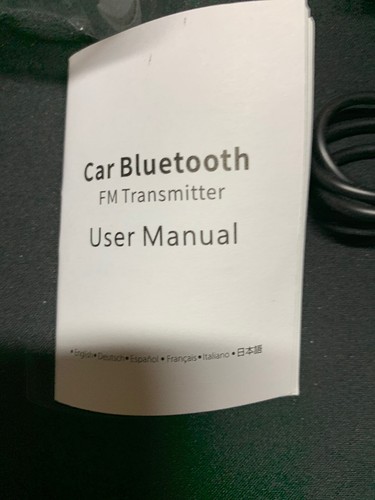 Car Bluetooth
FM Transmitter
User Manual
•English•Deutsch•Español•Français•Italiano•日本語